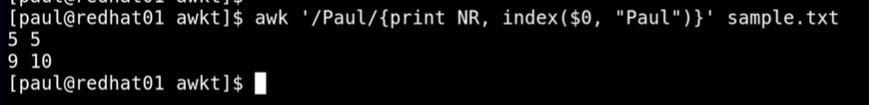 [paul@redhat01 awkt]$ awk '/Paul/{print NR, index($0, "Paul")}' sample.txt
5 5
9 10
[paul@redhat01 awkt]$